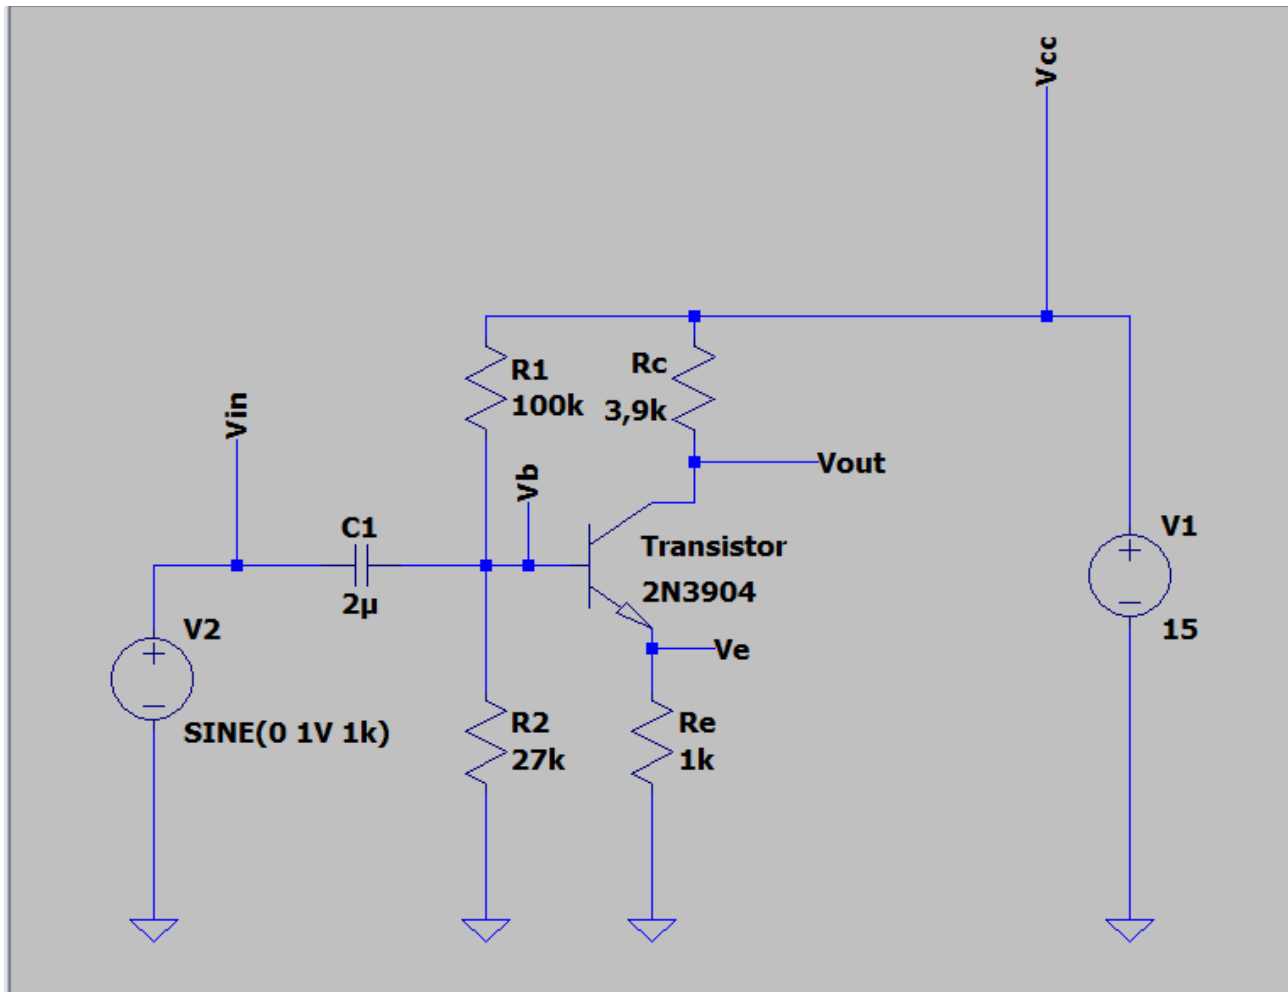 Vcc
R1
100k
Rc
3,9k
Vin
Vout
Vb
C1
2µ
Transistor
2N3904
V1
15
V2
SINE(0 1V 1k)
Ve
R2
27k
Re
1k